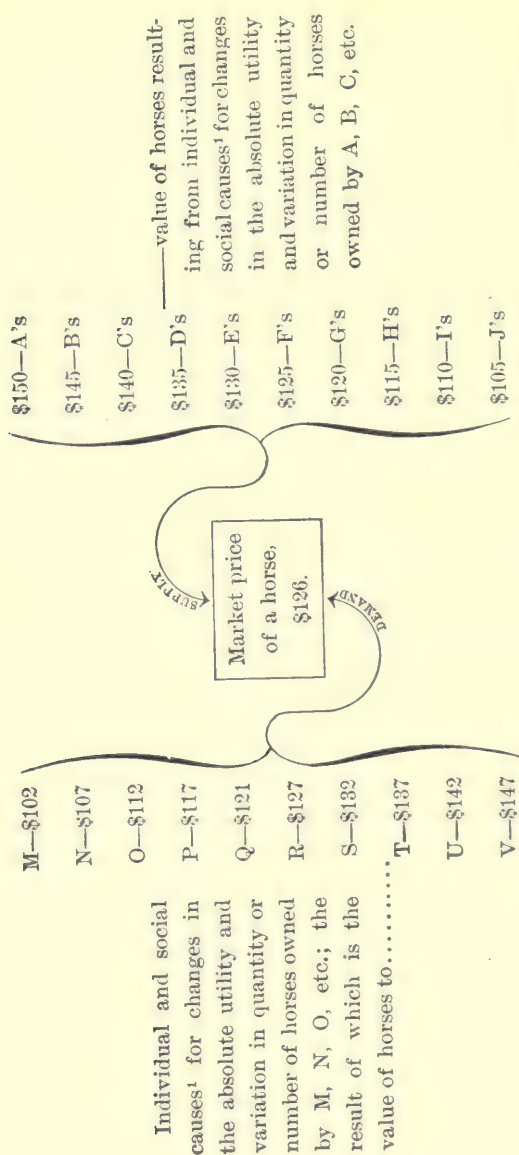 Individual and social
causes¹ for changes in
the absolute utility and
variation in quantity or
number of horses owned
by M, N, O, etc.; the
result of which is the
value of horses to..........
M—$102
N—$107
O—$112
P—$117
Q—$121
R—$127
S—$132
T—$137
U—$142
V—$147
SUPPLY.
Market price
of a horse,
$126.
DEMAND
$150—A's
$145—B's
$140—C's
$135—D's
$130—E's
$125—F's
$120—G's
$115—H's
$110—I's
$105—J's
——value of horses result-
ing from individual and
social causes¹ for changes
in the absolute utility
and variation in quantity
or number of horses
owned by A, B, C, etc.